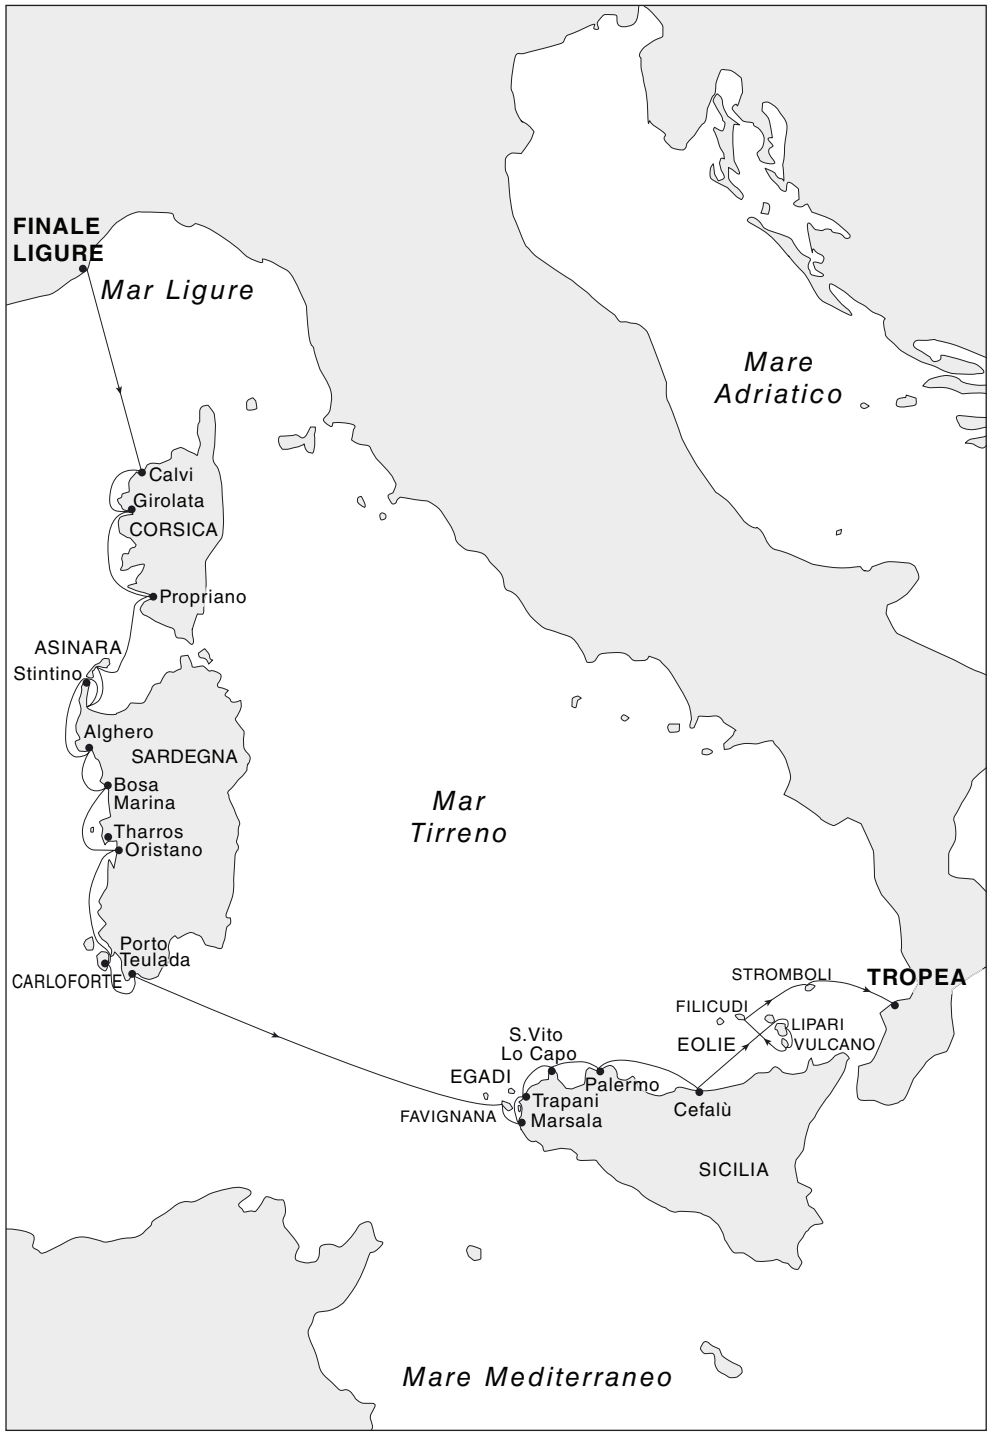 FINALE
LIGURE
Mar Ligure
Mare
Adriatico
Calvi
Girolata
CORSICA
Propriano
ASINARA
Stintino
Alghero
SARDEGNA
Bosa
Marina
Mar
Tirreno
Tharros
Oristano
Porto
Teulada
CARLOFORTE
STROMBOLI
TROPEA
FILICUDI
LIPARI
VULCANO
EOLIE
S.Vito
Lo Capo
EGADI
Palermo
Trapani
Cefalù
FAVIGNANA
Marsala
SICILIA
Mare Mediterraneo